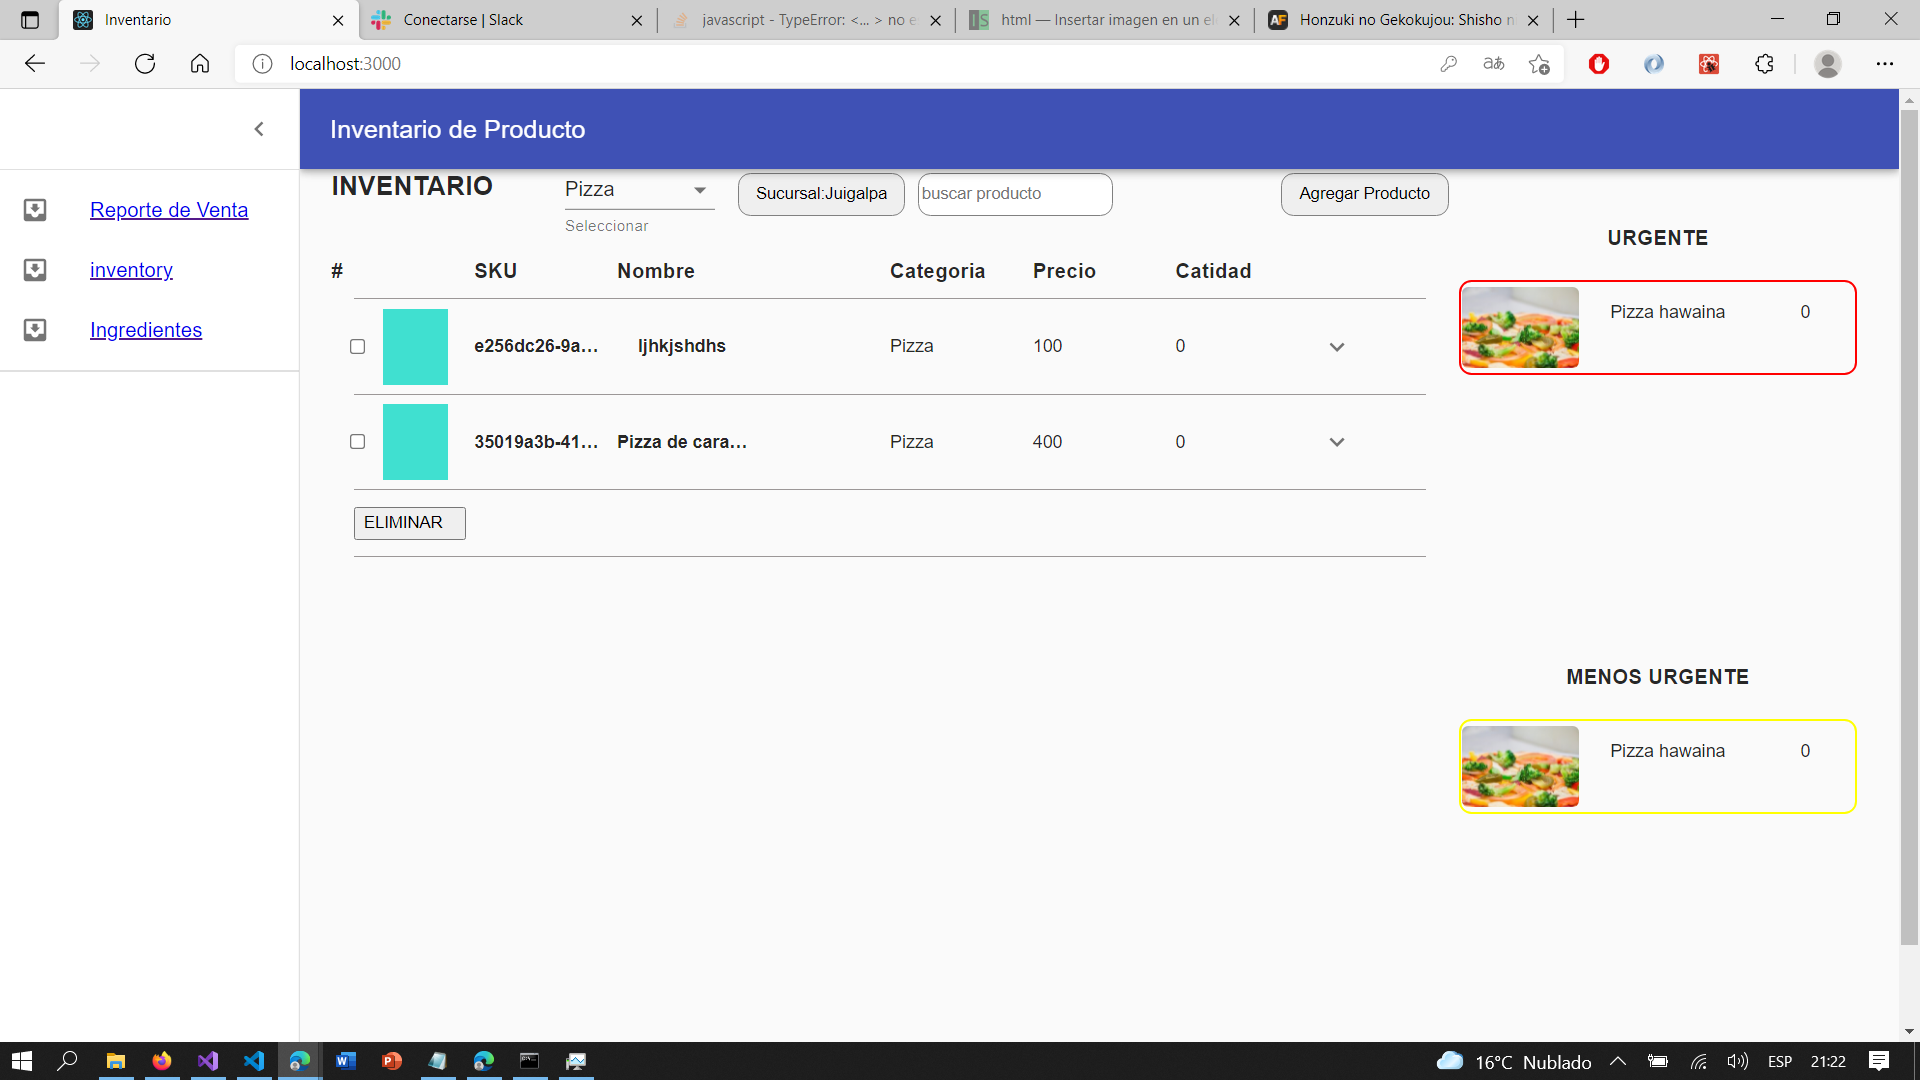 Inventario
Conectarse | Slack
javascript - TypeError: <... > no e
html — Insertar imagen en un ele
Honzuki no Gekokujou: Shisho n
localhost:3000
aあ
Inventario de Producto
Reporte de Venta
inventory
Ingredientes
INVENTARIO
Pizza
Seleccionar
Sucursal:Juigalpa
buscar producto
Agregar Producto
# SKU Nombre Categoria Precio Catidad
e256dc26-9a... ljhkjshdhs Pizza 100 0
35019a3b-41... Pizza de cara... Pizza 400 0
ELIMINAR
URGENTE
Pizza hawaina 0
MENOS URGENTE
Pizza hawaina 0
16°C Nublado ESP 21:22